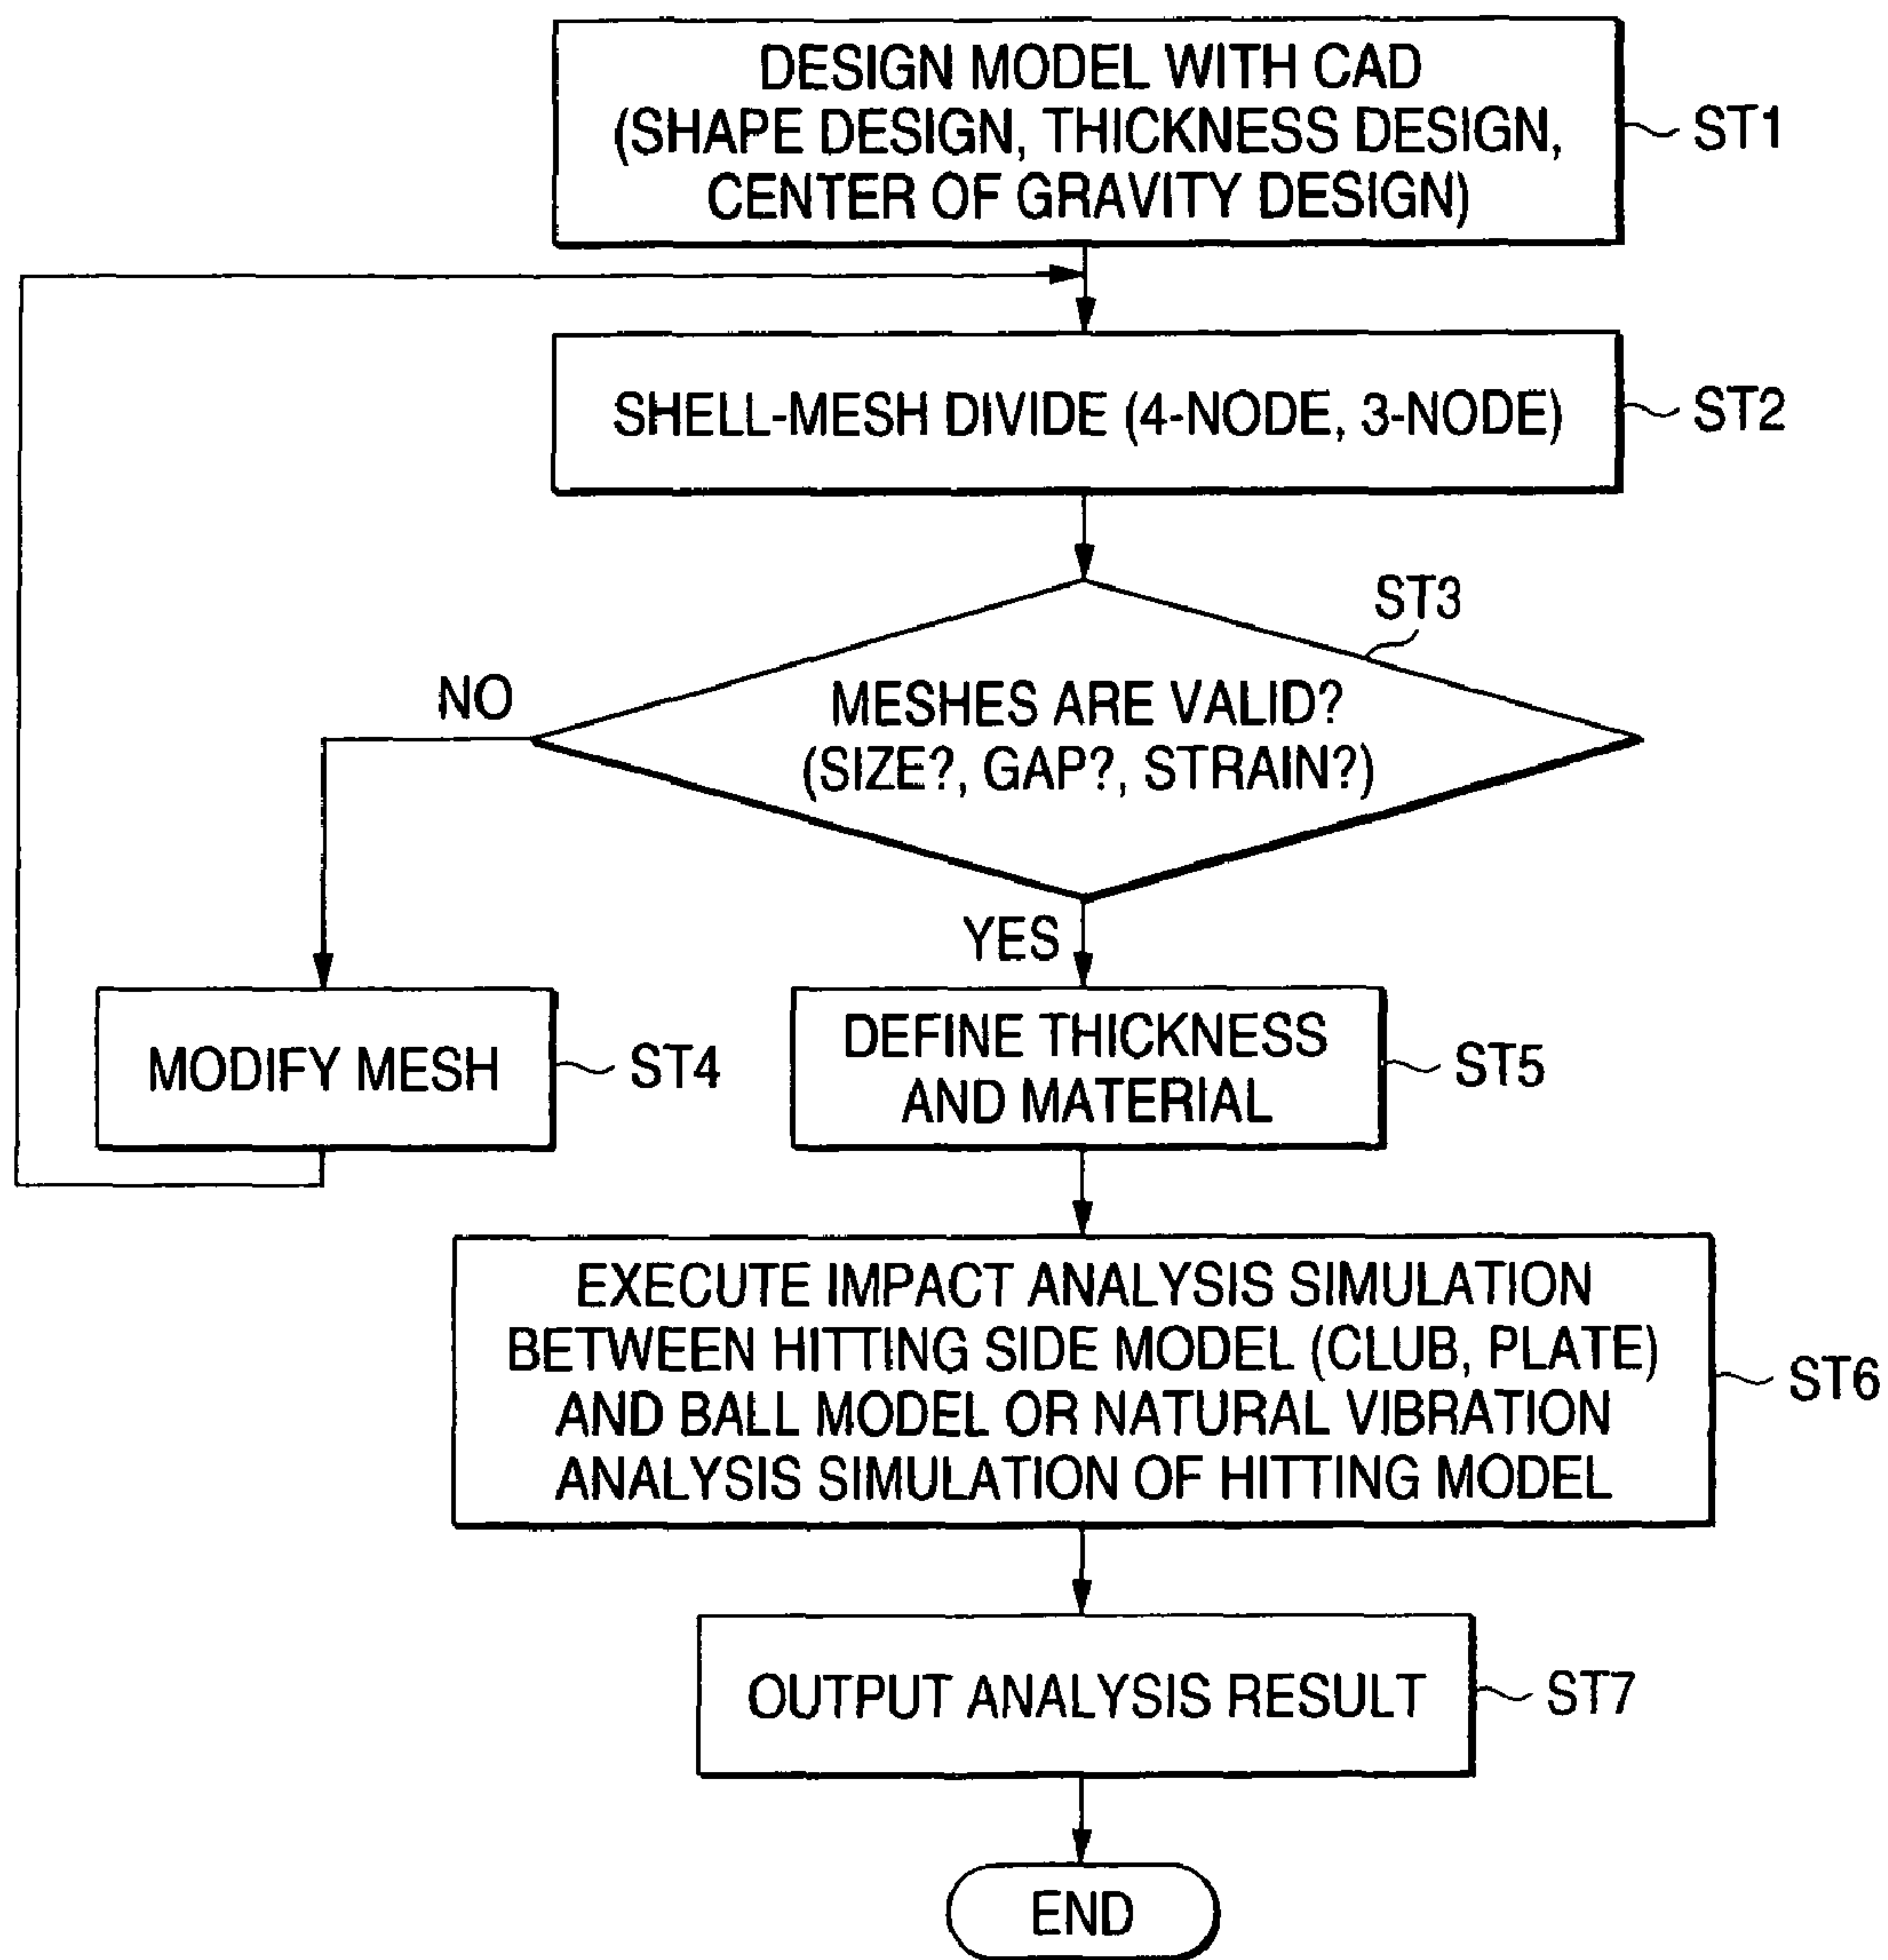 DESIGN MODEL WITH CAD
(SHAPE DESIGN, THICKNESS DESIGN,
CENTER OF GRAVITY DESIGN)
ST1
SHELL-MESH DIVIDE (4-NODE, 3-NODE)
ST2
ST3
NO
MESHES ARE VALID?
(SIZE?, GAP?, STRAIN?)
YES
MODIFY MESH
ST4
DEFINE THICKNESS
AND MATERIAL
ST5
EXECUTE IMPACT ANALYSIS SIMULATION
BETWEEN HITTING SIDE MODEL (CLUB, PLATE)
AND BALL MODEL OR NATURAL VIBRATION
ANALYSIS SIMULATION OF HITTING MODEL
ST6
OUTPUT ANALYSIS RESULT
ST7
END